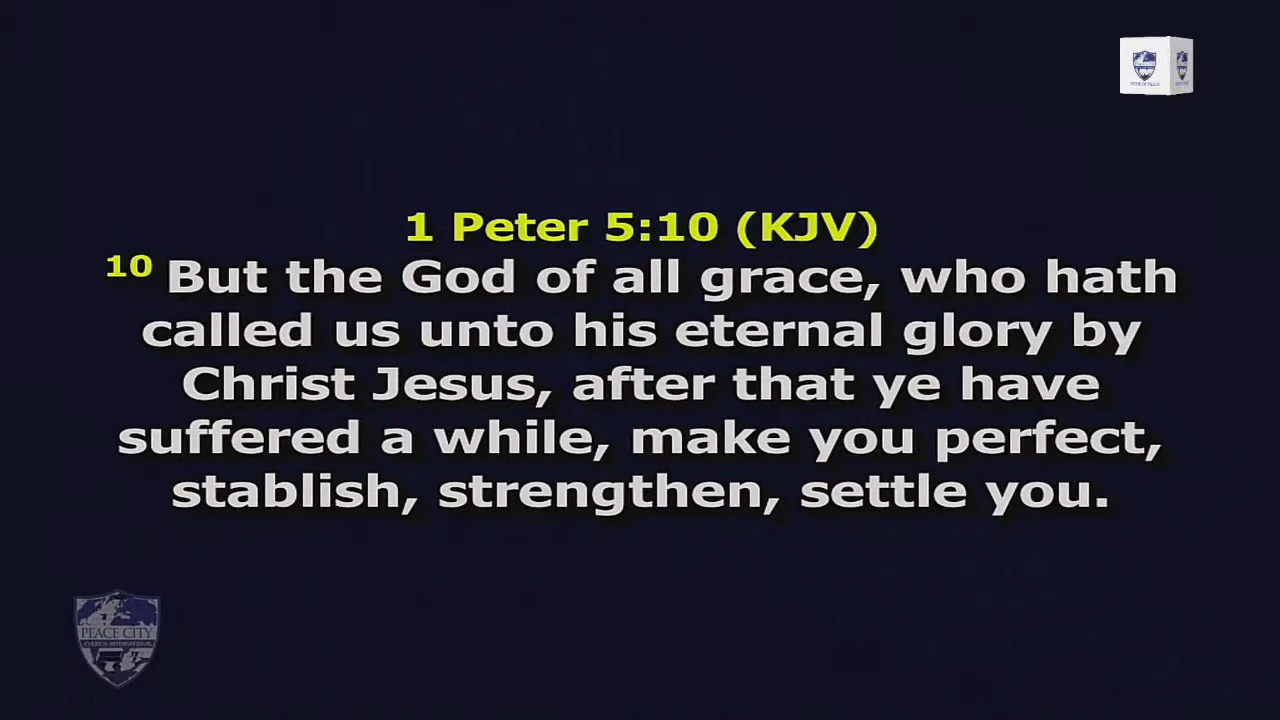 1 Peter 5:10 (KJV)
10 But the God of all grace, who hath
called us unto his eternal glory by
Christ Jesus, after that ye have
suffered a while, make you perfect,
stablish, strengthen, settle you.
PEACE CITY
CHURCH INTERNATIONAL